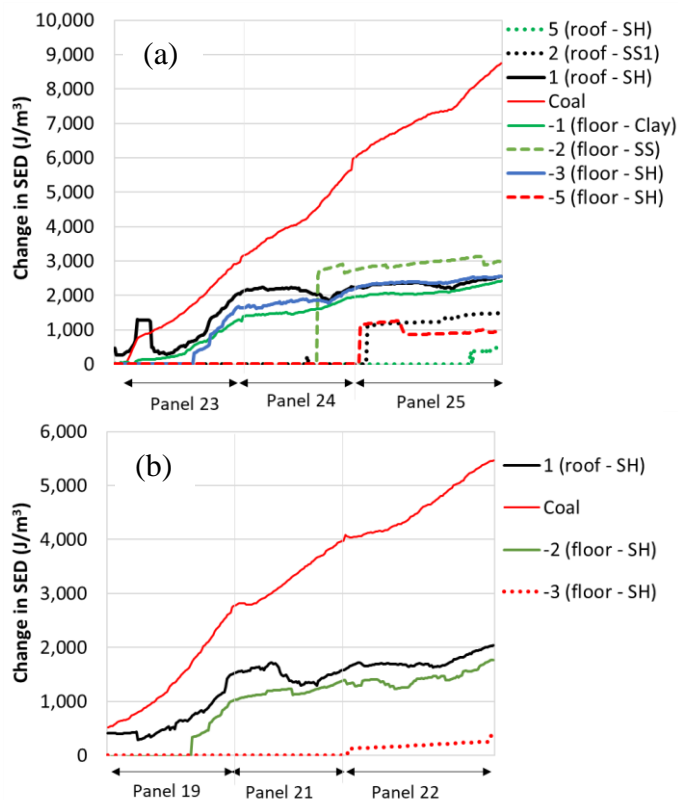 (a)
Change in SED (J/m³)
10,000
9,000
8,000
7,000
6,000
5,000
4,000
3,000
2,000
1,000
0
Panel 23
Panel 24
Panel 25
5 (roof - SH)
2 (roof - SS1)
1 (roof - SH)
Coal
-1 (floor - Clay)
-2 (floor - SS)
-3 (floor - SH)
-5 (floor - SH)
(b)
Change in SED (J/m³)
6,000
5,000
4,000
3,000
2,000
1,000
0
Panel 19
Panel 21
Panel 22
1 (roof - SH)
Coal
-2 (floor - SH)
-3 (floor - SH)